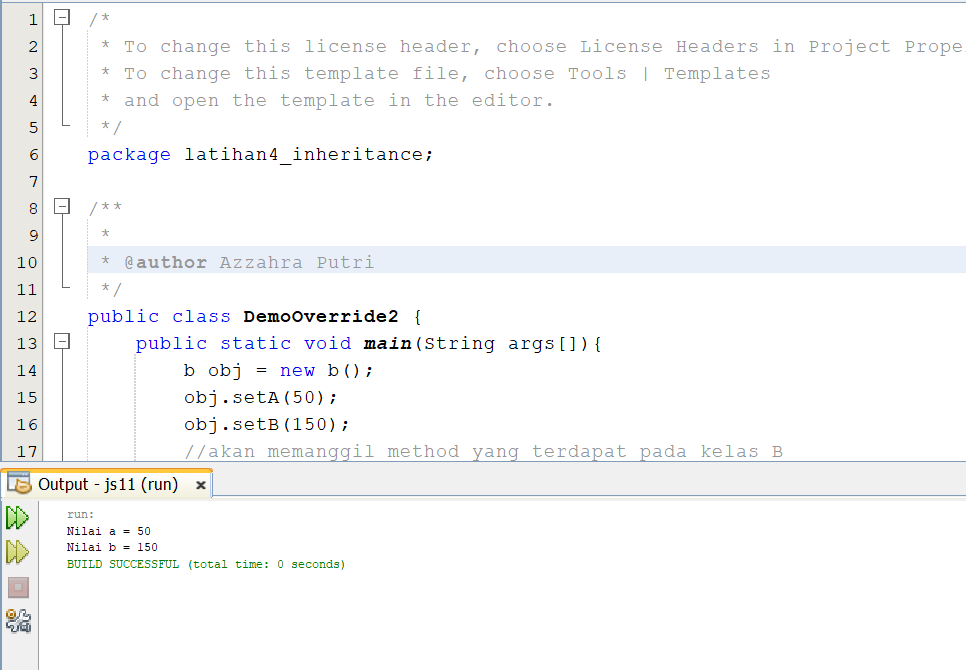 1 /*
2 * To change this license header, choose License Headers in Project Prope
3 * To change this template file, choose Tools | Templates
4 * and open the template in the editor.
5 */
6 package latihan4_inheritance;
7
8 /**
9 *
10 * @author Azzahra Putri
11 */
12 public class DemoOverride2 {
13 public static void main(String args[]){
14 b obj = new b();
15 obj.setA(50);
16 obj.setB(150);
17 //akan memanggil method yang terdapat pada kelas B
Output - js11 (run) ×
run:
Nilai a = 50
Nilai b = 150
BUILD SUCCESSFUL (total time: 0 seconds)